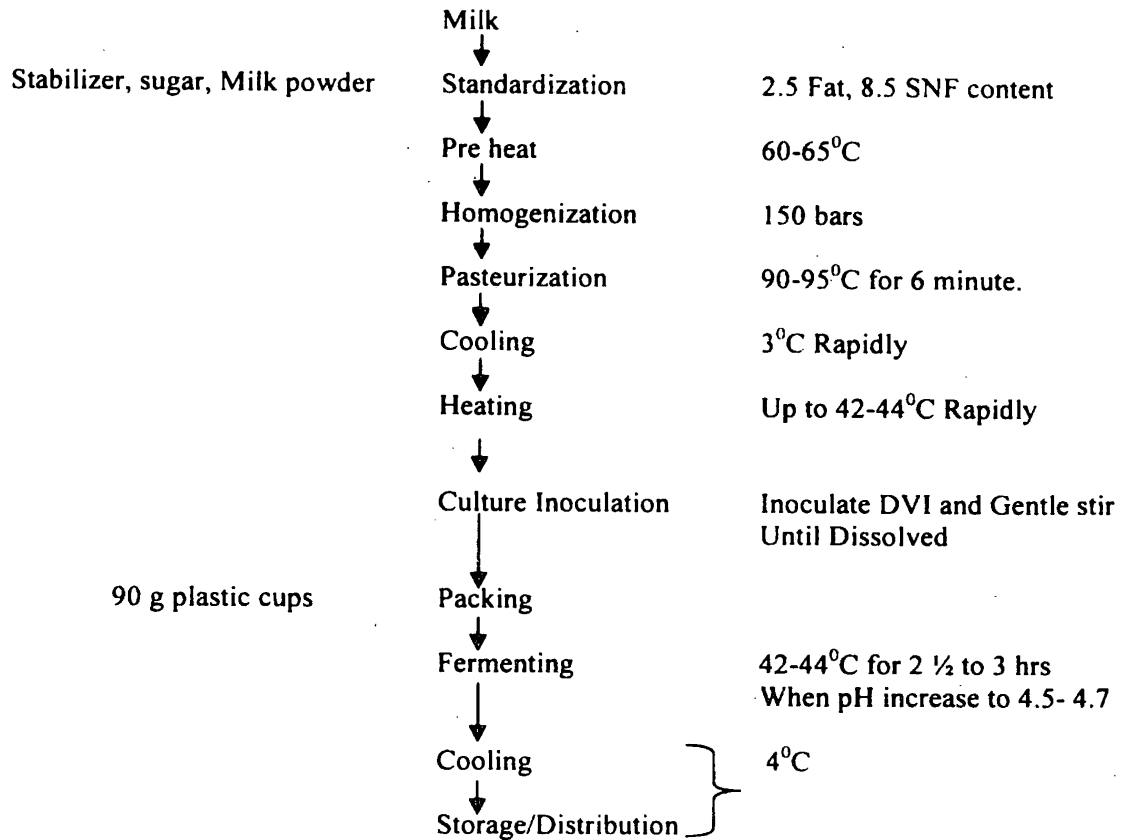 Milk
Stabilizer, sugar, Milk powder Standardization 2.5 Fat, 8.5 SNF content
Pre heat 60-65⁰C
Homogenization 150 bars
Pasteurization 90-95⁰C for 6 minute.
Cooling 3⁰C Rapidly
Heating Up to 42-44⁰C Rapidly
Culture Inoculation Inoculate DVI and Gentle stir
Until Dissolved
90 g plastic cups Packing
Fermenting 42-44⁰C for 2 ½ to 3 hrs
When pH increase to 4.5- 4.7
Cooling 4⁰C
Storage/Distribution